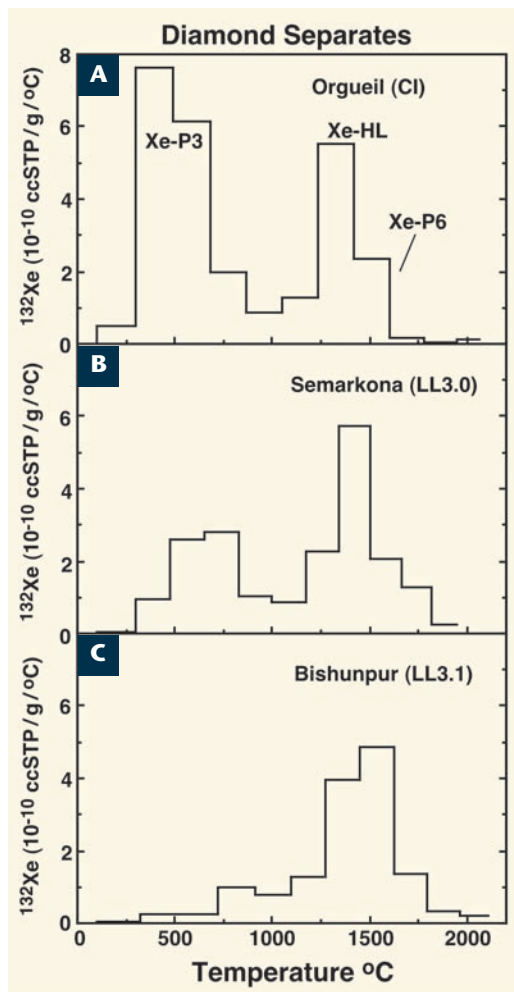 Diamond Separates
A
Orgueil (CI)
Xe-P3
Xe-HL
Xe-P6
8
6
4
2
0
¹³²Xe (10⁻¹⁰ ccSTP/g/ºC)
B
Semarkona (LL3.0)
6
4
2
0
¹³²Xe (10⁻¹⁰ ccSTP/g/ºC)
C
Bishunpur (LL3.1)
6
4
2
0
¹³²Xe (10⁻¹⁰ ccSTP/g/ºC)
0 500 1000 1500 2000
Temperature ºC